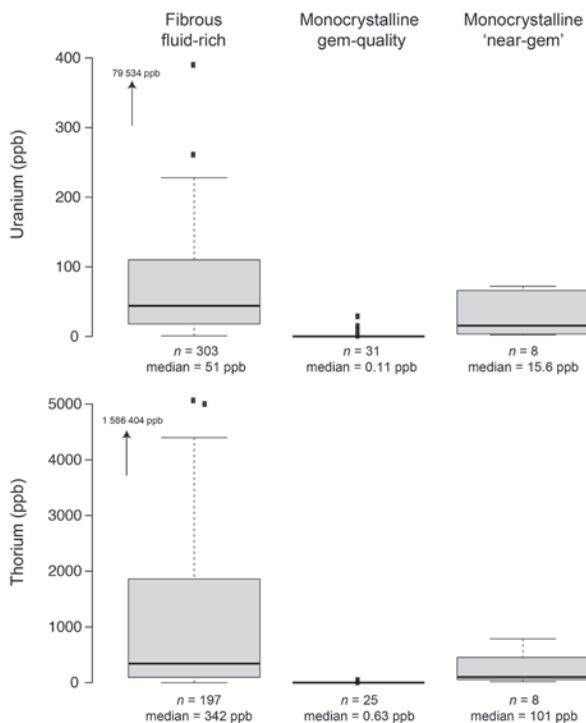 Fibrous
fluid-rich
Monocrystalline
gem-quality
Monocrystalline
'near-gem'
Uranium (ppb)
400
300
200
100
0
79 534 ppb
n = 303
median = 51 ppb
n = 31
median = 0.11 ppb
n = 8
median = 15.6 ppb
Thorium (ppb)
5000
4000
3000
2000
1000
0
1 586 404 ppb
n = 197
median = 342 ppb
n = 25
median = 0.63 ppb
n = 8
median = 101 ppb